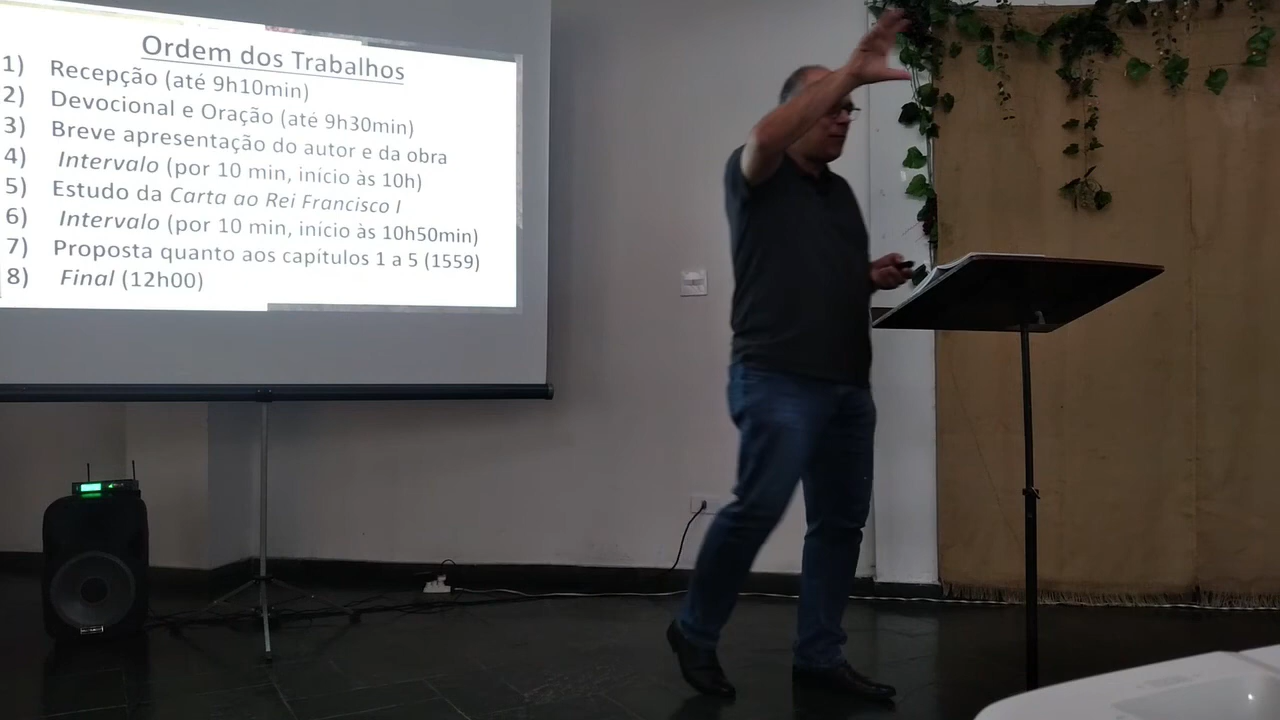 Ordem dos Trabalhos
1) Recepção (até 9h10min)
2) Devocional e Oração (até 9h30min)
3) Breve apresentação do autor e da obra
4) Intervalo (por 10 min, início às 10h)
5) Estudo da Carta ao Rei Francisco I
6) Intervalo (por 10 min, início às 10h50min)
7) Proposta quanto aos capítulos 1 a 5 (1559)
8) Final (12h00)